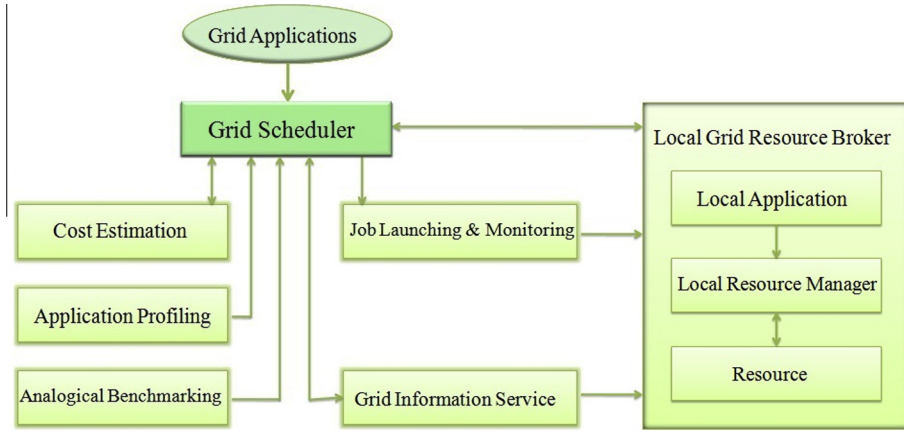 Grid Applications
Grid Scheduler
Local Grid Resource Broker
Local Application
Cost Estimation
Job Launching & Monitoring
Local Resource Manager
Application Profiling
Resource
Analogical Benchmarking
Grid Information Service